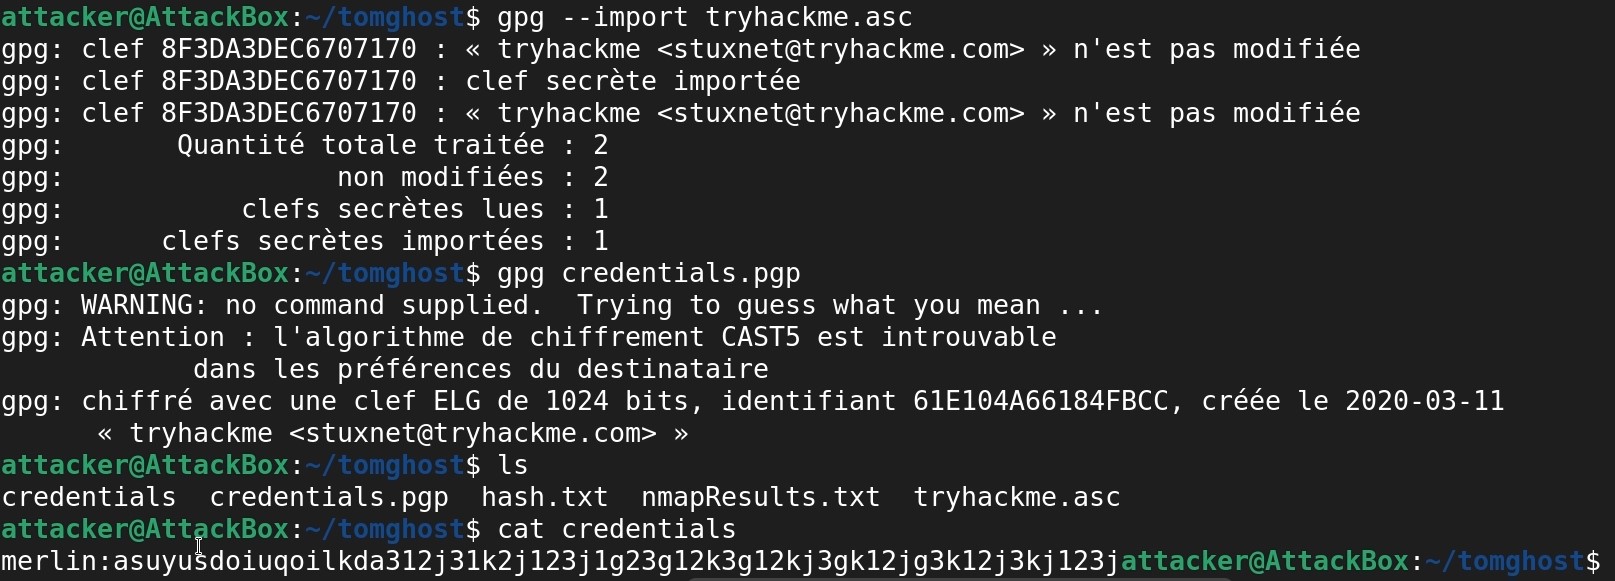 attacker@AttackBox:~/tomghost$ gpg --import tryhackme.asc
gpg: clef 8F3DA3DEC6707170 : « tryhackme <stuxnet@tryhackme.com> » n'est pas modifiée
gpg: clef 8F3DA3DEC6707170 : clef secrète importée
gpg: clef 8F3DA3DEC6707170 : « tryhackme <stuxnet@tryhackme.com> » n'est pas modifiée
gpg:       Quantité totale traitée : 2
gpg:                 non modifiées : 2
gpg:           clefs secrètes lues : 1
gpg:      clefs secrètes importées : 1
attacker@AttackBox:~/tomghost$ gpg credentials.pgp
gpg: WARNING: no command supplied.  Trying to guess what you mean ...
gpg: Attention : l'algorithme de chiffrement CAST5 est introuvable
            dans les préférences du destinataire
gpg: chiffré avec une clef ELG de 1024 bits, identifiant 61E104A66184FBCC, créée le 2020-03-11
      « tryhackme <stuxnet@tryhackme.com> »
attacker@AttackBox:~/tomghost$ ls
credentials  credentials.pgp  hash.txt  nmapResults.txt  tryhackme.asc
attacker@AttackBox:~/tomghost$ cat credentials
merlin:asuyusdoiuqoilkda312j31k2j123j1g23g12k3g12kj3gk12jg3k12j3kj123jattacker@AttackBox:~/tomghost$